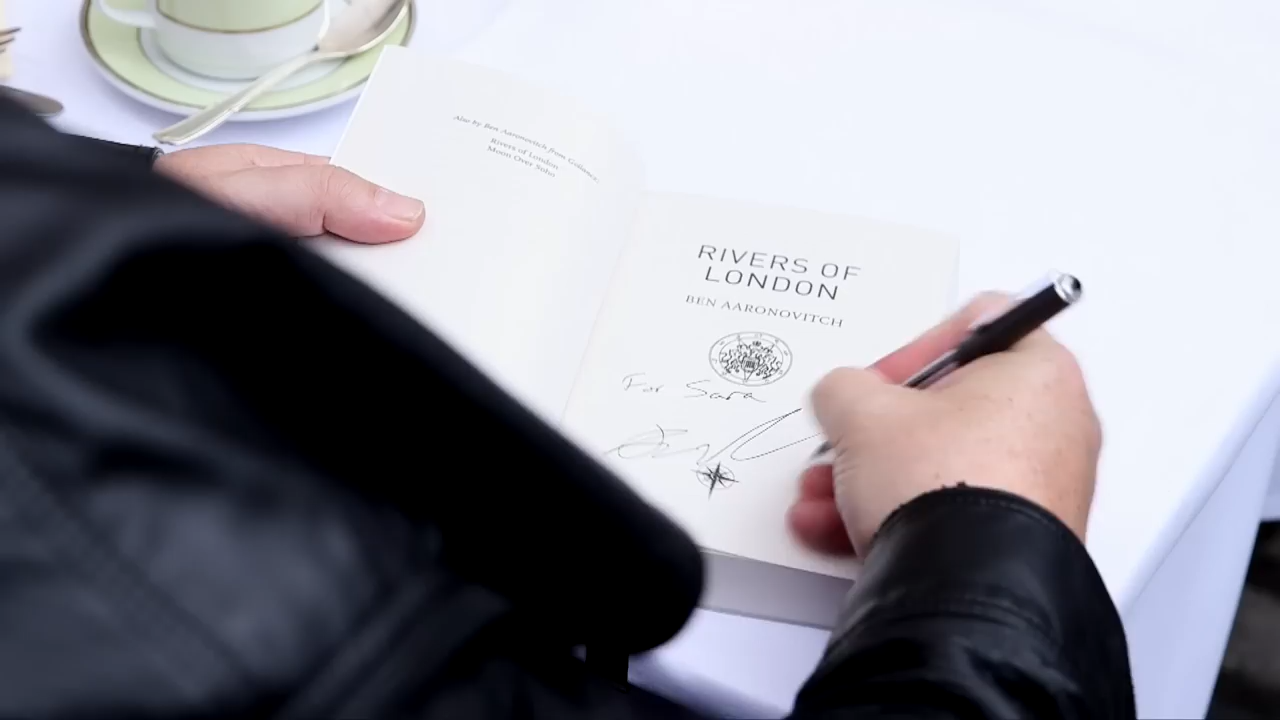 Also by Ben Aaronovitch from Gollancz:
Rivers of London
Moon Over Soho
RIVERS OF
LONDON
BEN AARONOVITCH
For Sara